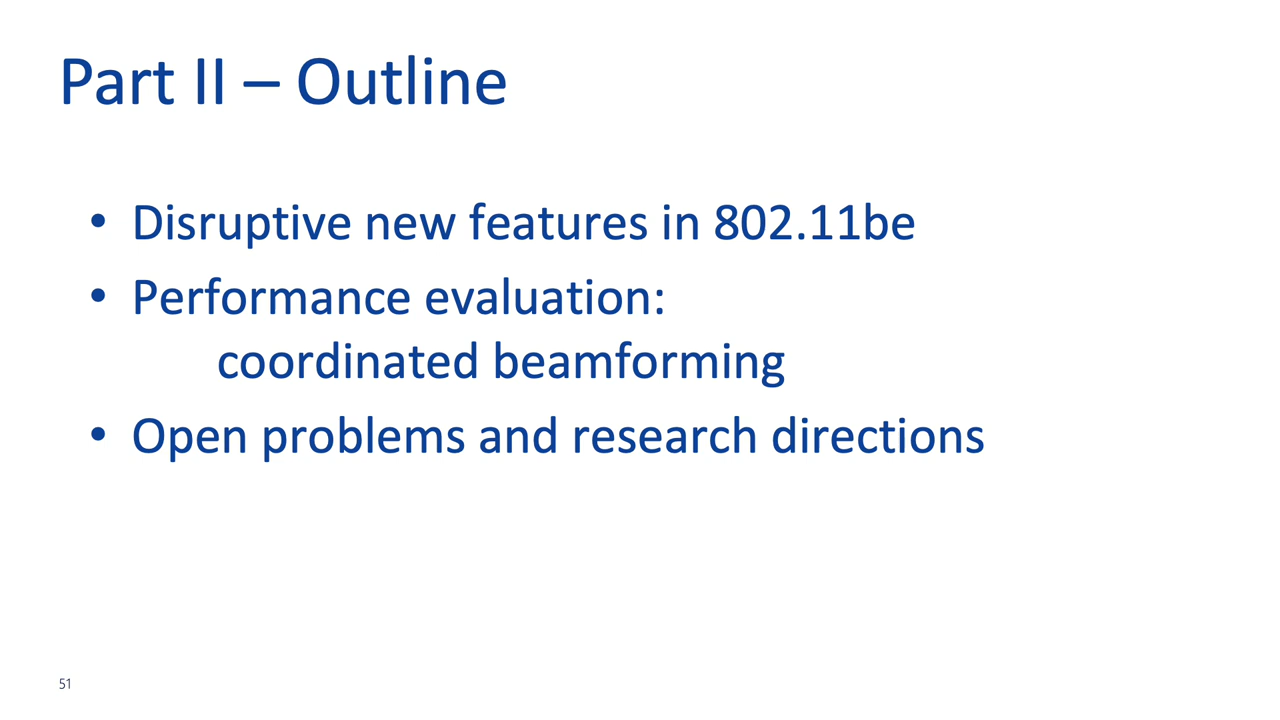 Part II – Outline
• Disruptive new features in 802.11be
• Performance evaluation:
coordinated beamforming
• Open problems and research directions
51